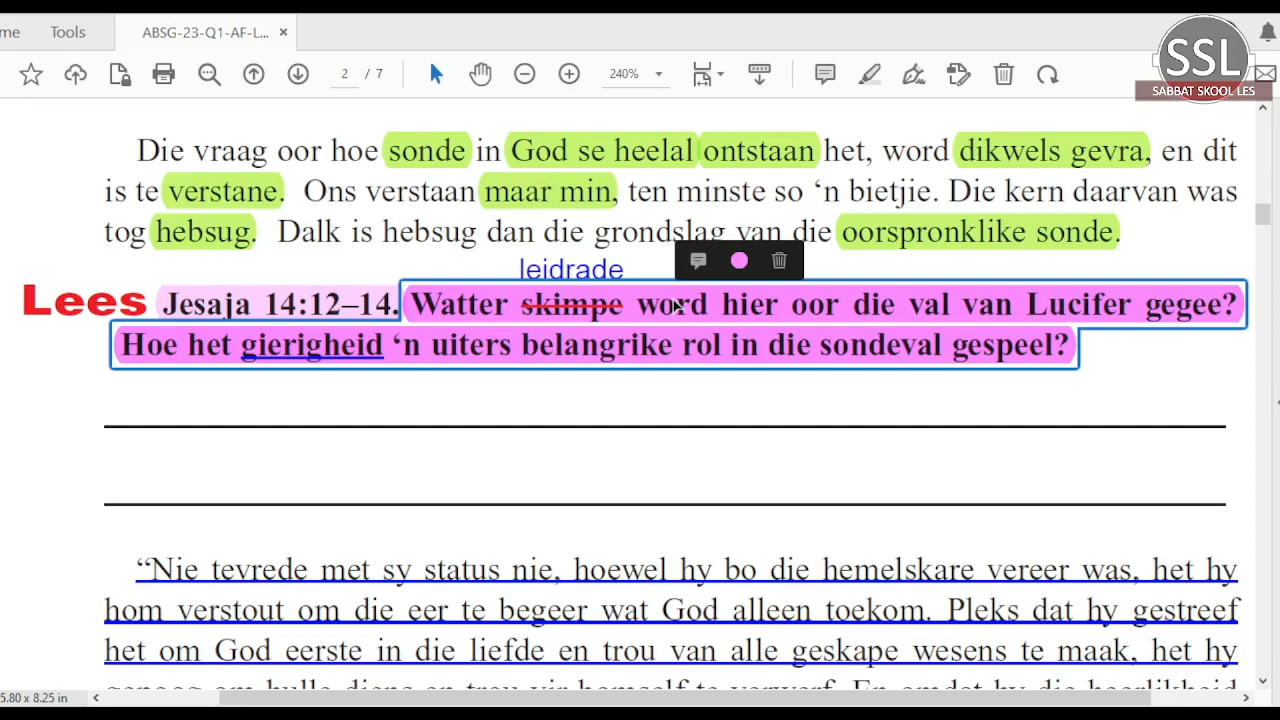 me Tools ABSG-23-Q1-AF-L... ×
SSL
SABBAT SKOOL LES
2 / 7 240%
Die vraag oor hoe sonde in God se heelal ontstaan het, word dikwels gevra, en dit
is te verstane. Ons verstaan maar min, ten minste so ‘n bietjie. Die kern daarvan was
tog hebsug. Dalk is hebsug dan die grondslag van die oorspronklike sonde.
leidrade
Lees Jesaja 14:12–14. Watter skimpe word hier oor die val van Lucifer gegee?
Hoe het gierigheid ‘n uiters belangrike rol in die sondeval gespeel?
“Nie tevrede met sy status nie, hoewel hy bo die hemelskare vereer was, het hy
hom verstout om die eer te begeer wat God alleen toekom. Pleks dat hy gestreef
het om God eerste in die liefde en trou van alle geskape wesens te maak, het hy
5.80 x 8.25 in